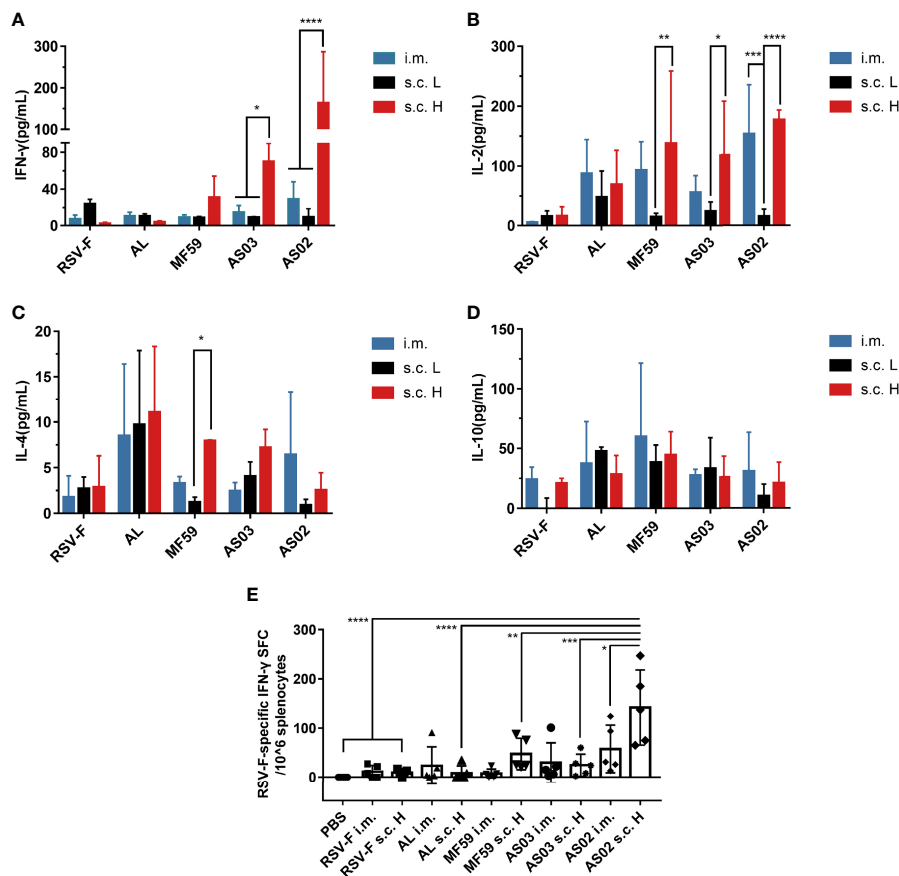 A
IFN-γ(pg/mL)
300
200
100
80
40
0
RSV-F
AL
MF59
AS03
AS02
*
****
i.m.
s.c. L
s.c. H
B
IL-2(pg/mL)
300
200
100
0
RSV-F
AL
MF59
AS03
AS02
**
*
***
****
i.m.
s.c. L
s.c. H
C
IL-4(pg/mL)
20
15
10
5
0
RSV-F
AL
MF59
AS03
AS02
*
i.m.
s.c. L
s.c. H
D
IL-10(pg/mL)
150
100
50
0
RSV-F
AL
MF59
AS03
AS02
i.m.
s.c. L
s.c. H
E
RSV-F-specific IFN-γ SFC
/10^6 splenocytes
300
200
100
0
****
****
**
***
*
PBS
RSV-F i.m.
RSV-F s.c. H
AL i.m.
AL s.c. H
MF59 i.m.
MF59 s.c. H
AS03 i.m.
AS03 s.c. H
AS02 i.m.
AS02 s.c. H